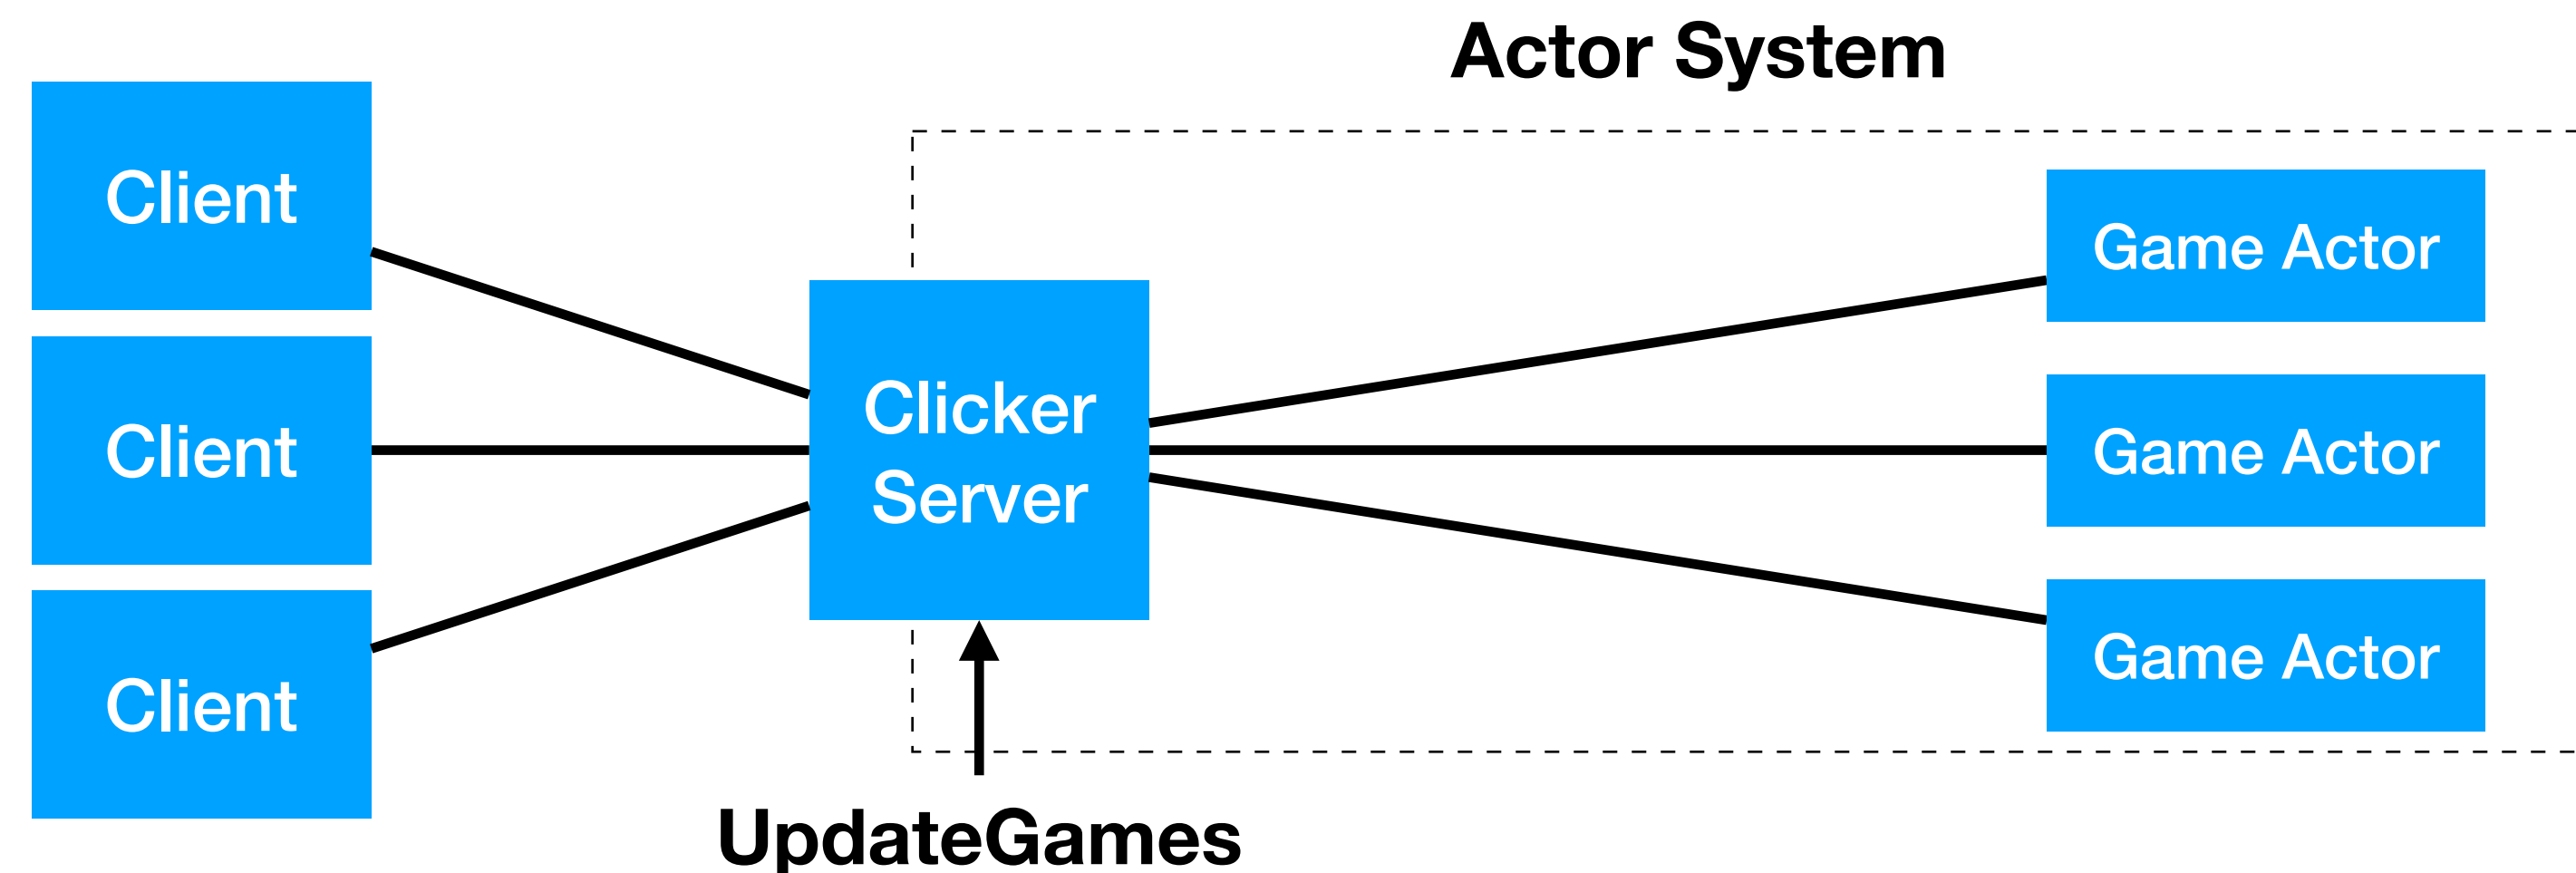 Actor System
Client
Client
Client
Clicker
Server
Game Actor
Game Actor
Game Actor
UpdateGames